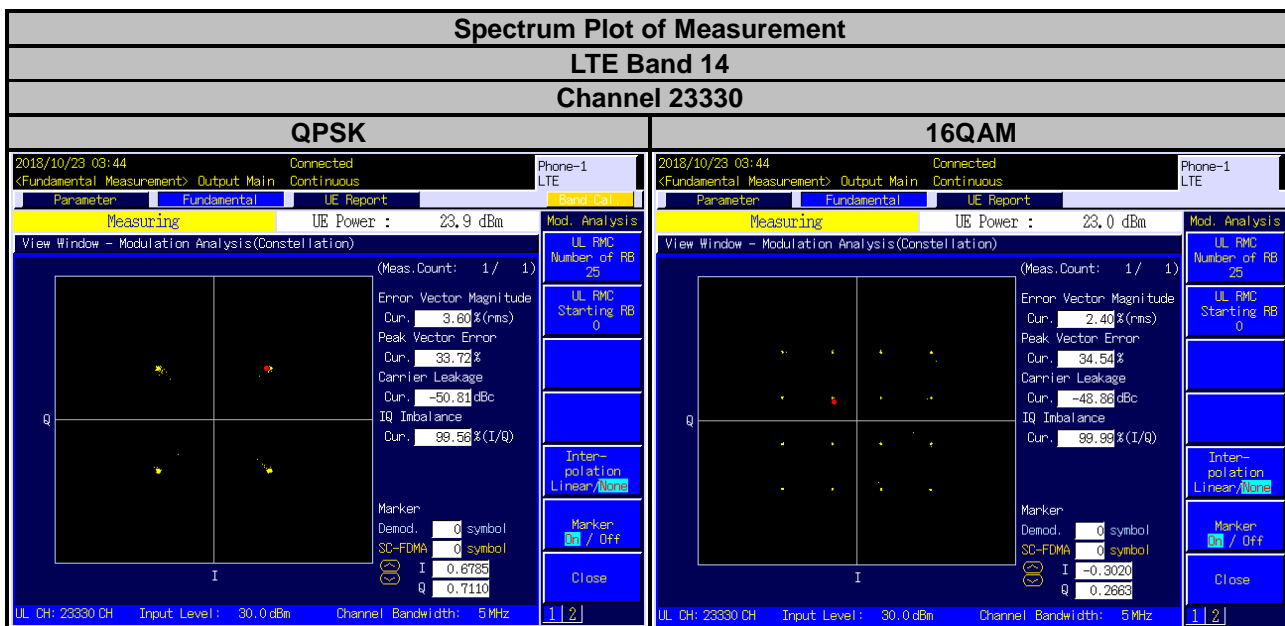 Spectrum Plot of Measurement
LTE Band 14
Channel 23330
QPSK
2018/10/23 03:44 Connected Phone-1
<Fundamental Measurement> Output Main Continuous LTE
Parameter Fundamental UE Report Band Cal.
Measuring UE Power : 23.9 dBm Mod. Analysis
View Window - Modulation Analysis(Constellation)
UL RMC
Number of RB
25
(Meas.Count: 1/ 1)
Error Vector Magnitude
Cur. 3.60 %(rms)
UL RMC
Starting RB
0
Peak Vector Error
Cur. 33.72 %
Carrier Leakage
Cur. -50.81 dBc
IQ Imbalance
Cur. 99.56 %(I/Q)
Q
Inter-
polation
Linear/None
Marker
Demod. 0 symbol
SC-FDMA 0 symbol
Marker
On / Off
I 0.6785
Q 0.7110
I
Close
UL CH: 23330 CH Input Level: 30.0 dBm Channel Bandwidth: 5 MHz 1 2
16QAM
2018/10/23 03:44 Connected Phone-1
<Fundamental Measurement> Output Main Continuous LTE
Parameter Fundamental UE Report
Measuring UE Power : 23.0 dBm Mod. Analysis
View Window - Modulation Analysis(Constellation)
UL RMC
Number of RB
25
(Meas.Count: 1/ 1)
Error Vector Magnitude
Cur. 2.40 %(rms)
UL RMC
Starting RB
0
Peak Vector Error
Cur. 34.54 %
Carrier Leakage
Cur. -48.86 dBc
IQ Imbalance
Cur. 99.99 %(I/Q)
Q
Inter-
polation
Linear/None
Marker
Demod. 0 symbol
SC-FDMA 0 symbol
Marker
On / Off
I -0.3020
Q 0.2663
I
Close
UL CH: 23330 CH Input Level: 30.0 dBm Channel Bandwidth: 5 MHz 1 2